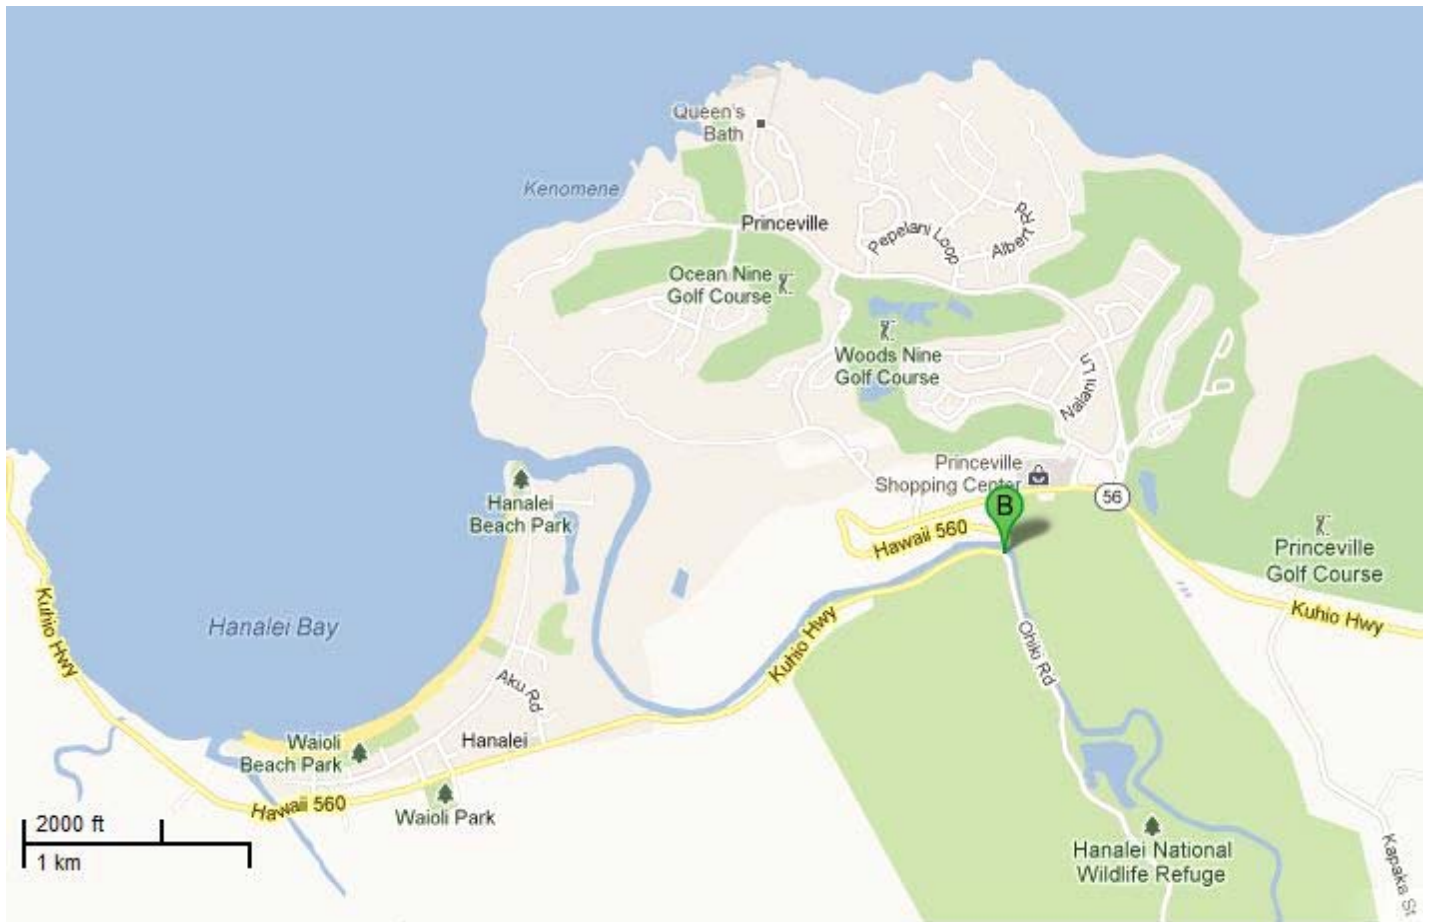 Queen's
Bath
Kenomene
Princeville
Pepelani Loop
Albert Rd
Ocean Nine
Golf Course
Woods Nine
Golf Course
Nalanui Ln
Princeville
Shopping Center
56
B
Hanalei
Beach Park
Hawaii 560
Princeville
Golf Course
Kuhio Hwy
Kuhio Hwy
Hanalei Bay
Kuhio Hwy
Ohiki Rd
Aku Rd
Hanalei
Waioli
Beach Park
Hawaii 560
Waioli Park
2000 ft
1 km
Hanalei National
Wildlife Refuge
Kapaka St